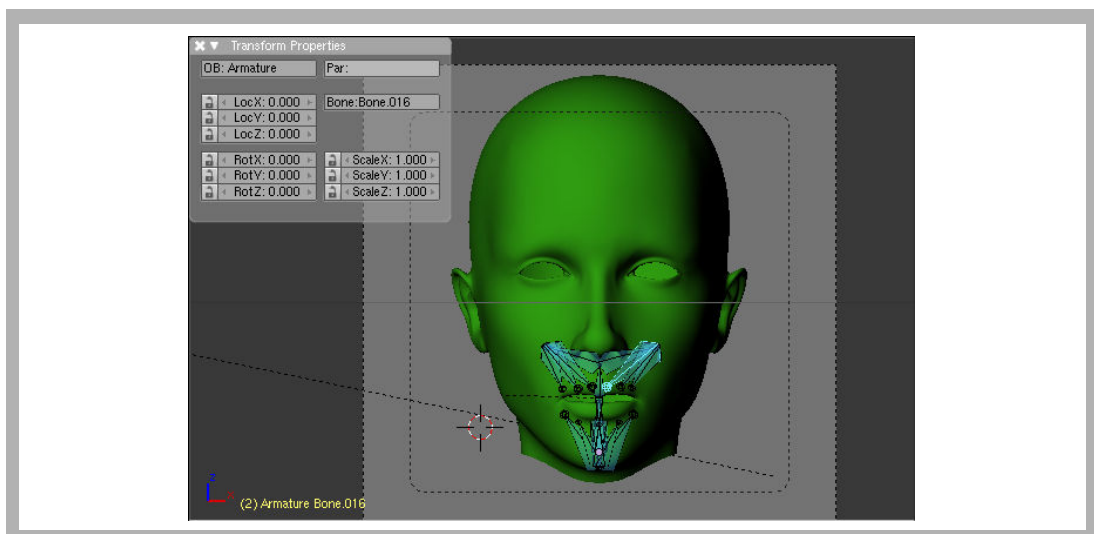 Transform Properties
OB: Armature Par:
LocX: 0.000 Bone:Bone.016
LocY: 0.000
LocZ: 0.000
RotX: 0.000 ScaleX: 1.000
RotY: 0.000 ScaleY: 1.000
RotZ: 0.000 ScaleZ: 1.000
z
x
(2) Armature Bone.016